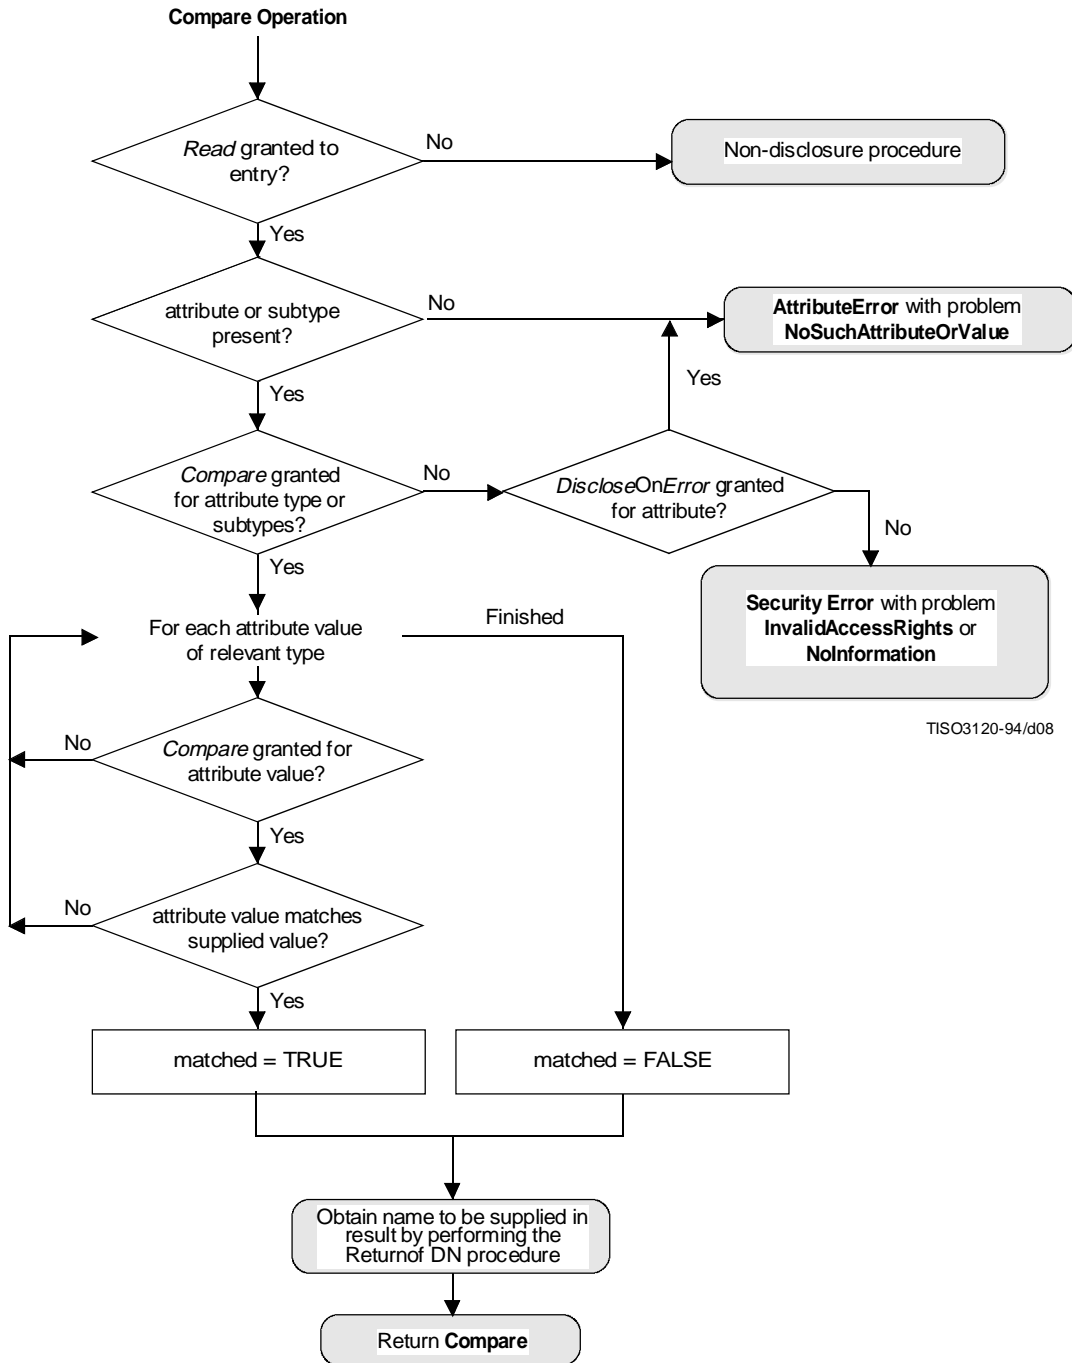 Compare Operation
Read granted to
entry?
No
Non-disclosure procedure
Yes
attribute or subtype
present?
No
AttributeError with problem
NoSuchAttributeOrValue
Yes
Yes
Compare granted
for attribute type or
subtypes?
No
DiscloseOnError granted
for attribute?
No
Yes
Security Error with problem
InvalidAccessRights or
NoInformation
For each attribute value
of relevant type
Finished
TISO3120-94/d08
No
Compare granted for
attribute value?
Yes
No
attribute value matches
supplied value?
Yes
matched = TRUE
matched = FALSE
Obtain name to be supplied in
result by performing the
Returnof DN procedure
Return Compare